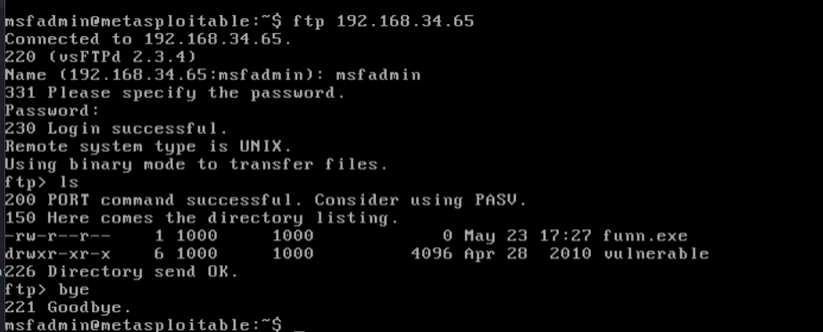 msfadmin@metasploitable:~$ ftp 192.168.34.65
Connected to 192.168.34.65.
220 (vsFTPd 2.3.4)
Name (192.168.34.65:msfadmin): msfadmin
331 Please specify the password.
Password:
230 Login successful.
Remote system type is UNIX.
Using binary mode to transfer files.
ftp> ls
200 PORT command successful. Consider using PASV.
150 Here comes the directory listing.
-rw-r--r--    1 1000     1000            0 May 23 17:27 funn.exe
drwxr-xr-x    6 1000     1000         4096 Apr 28  2010 vulnerable
226 Directory send OK.
ftp> bye
221 Goodbye.
msfadmin@metasploitable:~$ _